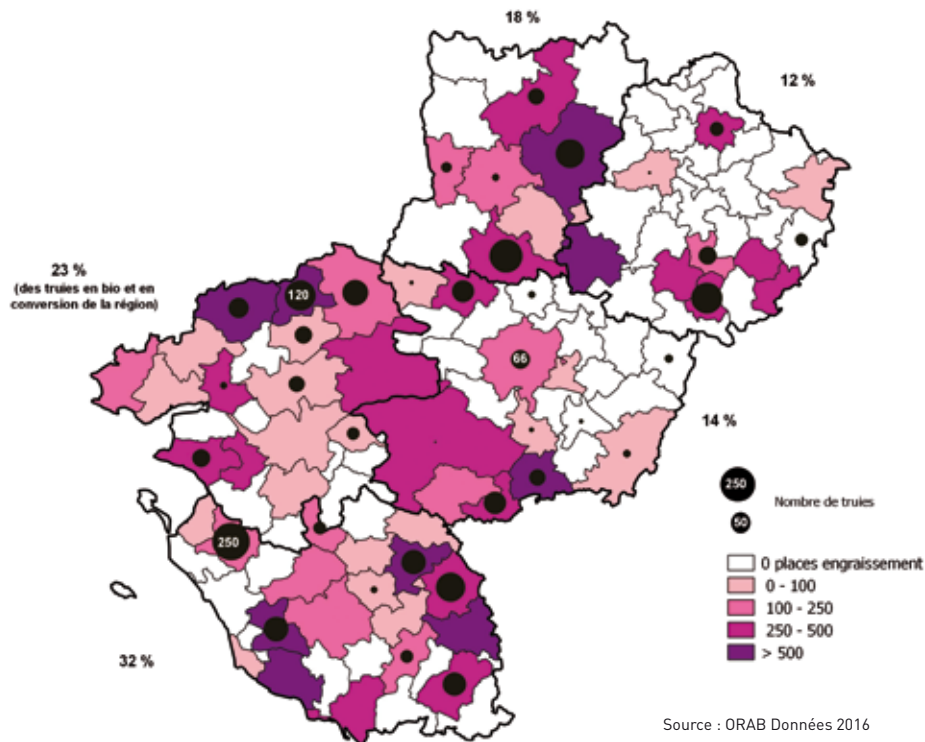 18 %
12 %
23 %
(des truies en bio et en
conversion de la région)
120
66
14 %
250
Nombre de truies
50
250
0 places engraissement
0 - 100
100 - 250
250 - 500
> 500
32 %
Source : ORAB Données 2016